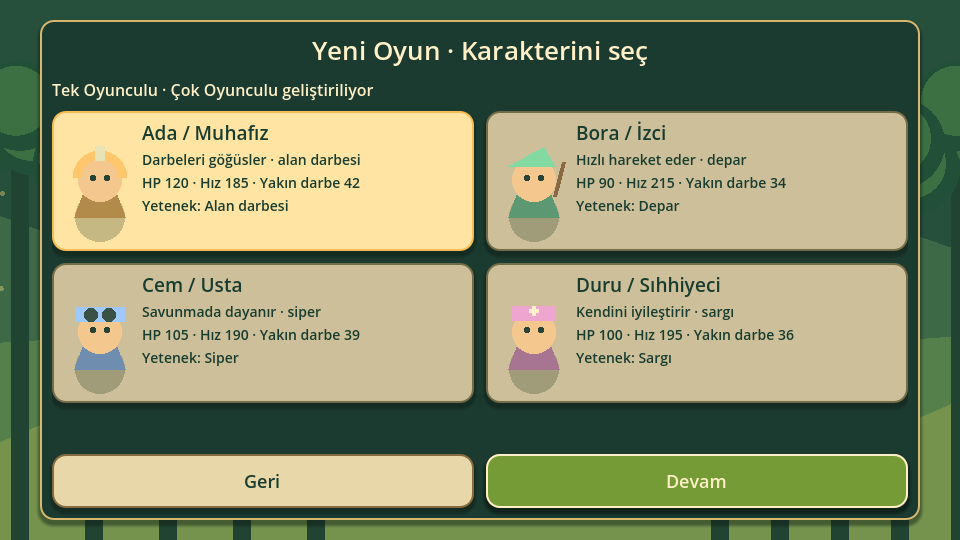 Yeni Oyun · Karakterini seç
Tek Oyunculu · Çok Oyunculu geliştiriliyor
Ada / Muhafız
Darbeleri göğüsler · alan darbesi
HP 120 · Hız 185 · Yakın darbe 42
Yetenek: Alan darbesi
Bora / İzci
Hızlı hareket eder · depar
HP 90 · Hız 215 · Yakın darbe 34
Yetenek: Depar
Cem / Usta
Savunmada dayanır · siper
HP 105 · Hız 190 · Yakın darbe 39
Yetenek: Siper
Duru / Sıhhiyeci
Kendini iyileştirir · sargı
HP 100 · Hız 195 · Yakın darbe 36
Yetenek: Sargı
Geri
Devam